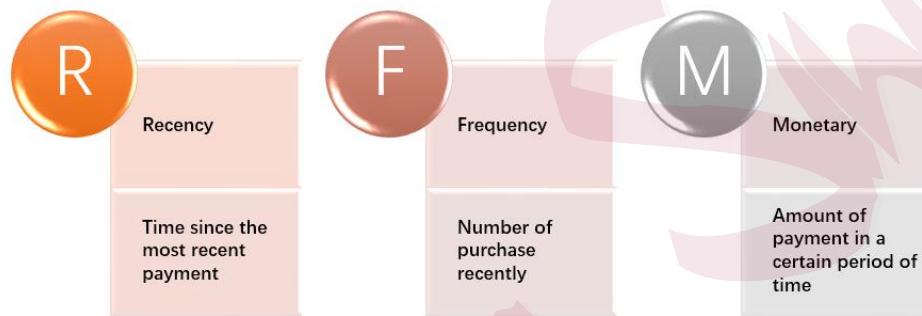 R
Recency
Time since the
most recent
payment
F
Frequency
Number of
purchase
recently
M
Monetary
Amount of
payment in a
certain period of
time